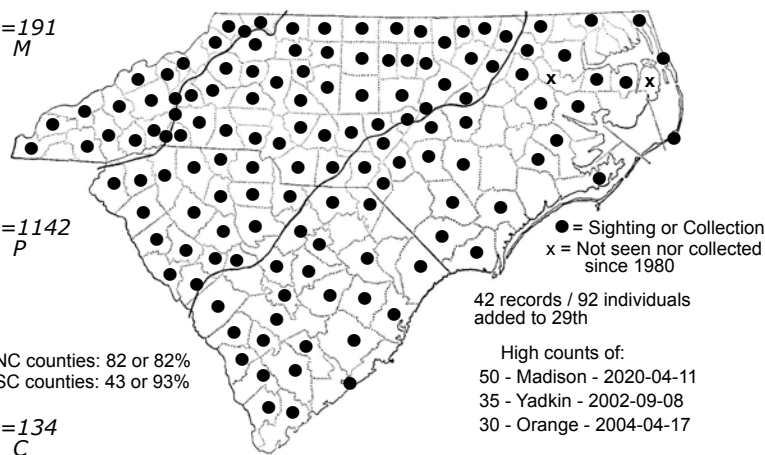 =191
M
=1142
P
● = Sighting or Collection
x = Not seen nor collected
since 1980
42 records / 92 individuals
added to 29th
NC counties: 82 or 82%
SC counties: 43 or 93%
High counts of:
50 - Madison - 2020-04-11
35 - Yadkin - 2002-09-08
30 - Orange - 2004-04-17
=134
C
x
x